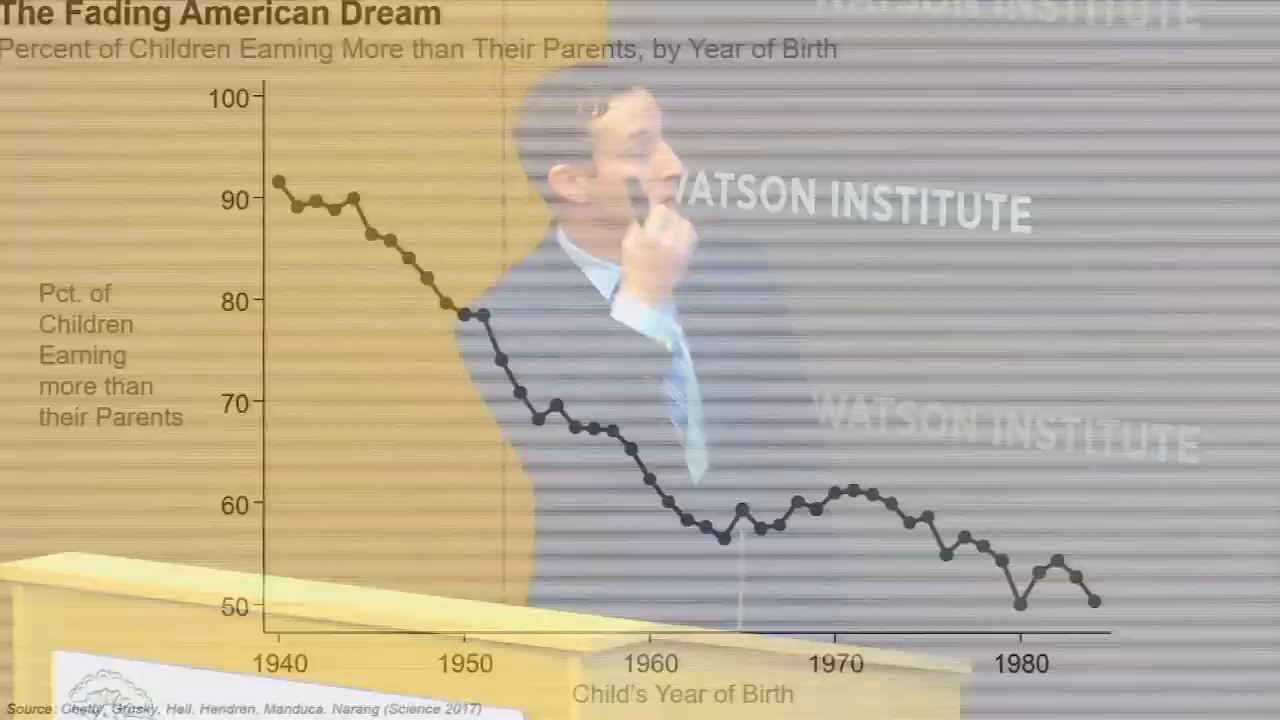 The Fading American Dream
Percent of Children Earning More than Their Parents, by Year of Birth
WATSON INSTITUTE
100
90
80
70
60
50
Pct. of
Children
Earning
more than
their Parents
WATSON INSTITUTE
WATSON INSTITUTE
1940 1950 1960 1970 1980
Child's Year of Birth
Source: Chetty, Grusky, Hell, Hendren, Manduca, Narang (Science 2017)